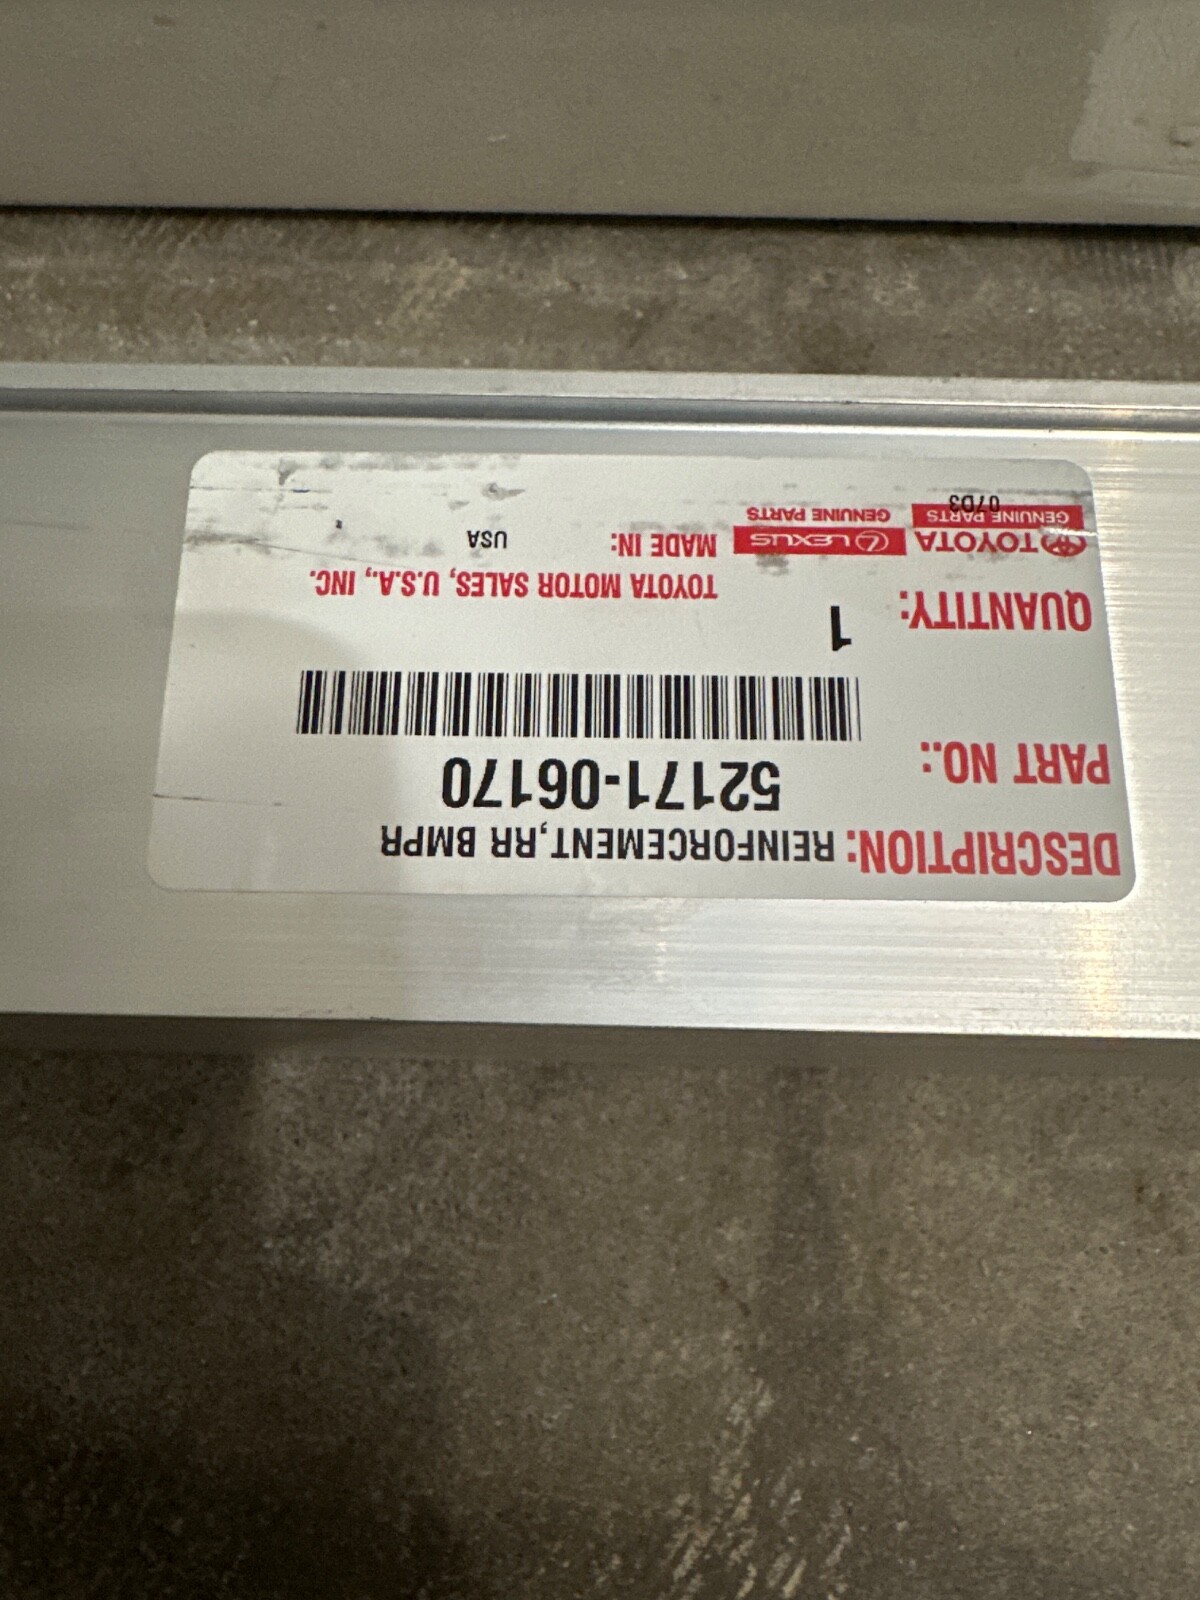 DESCRIPTION: REINFORCEMENT,RR BMPR
PART NO.: 52171-06170
QUANTITY: 1
TOYOTA MOTOR SALES, U.S.A., INC.
TOYOTA GENUINE PARTS
LEXUS GENUINE PARTS
MADE IN: USA
07D3